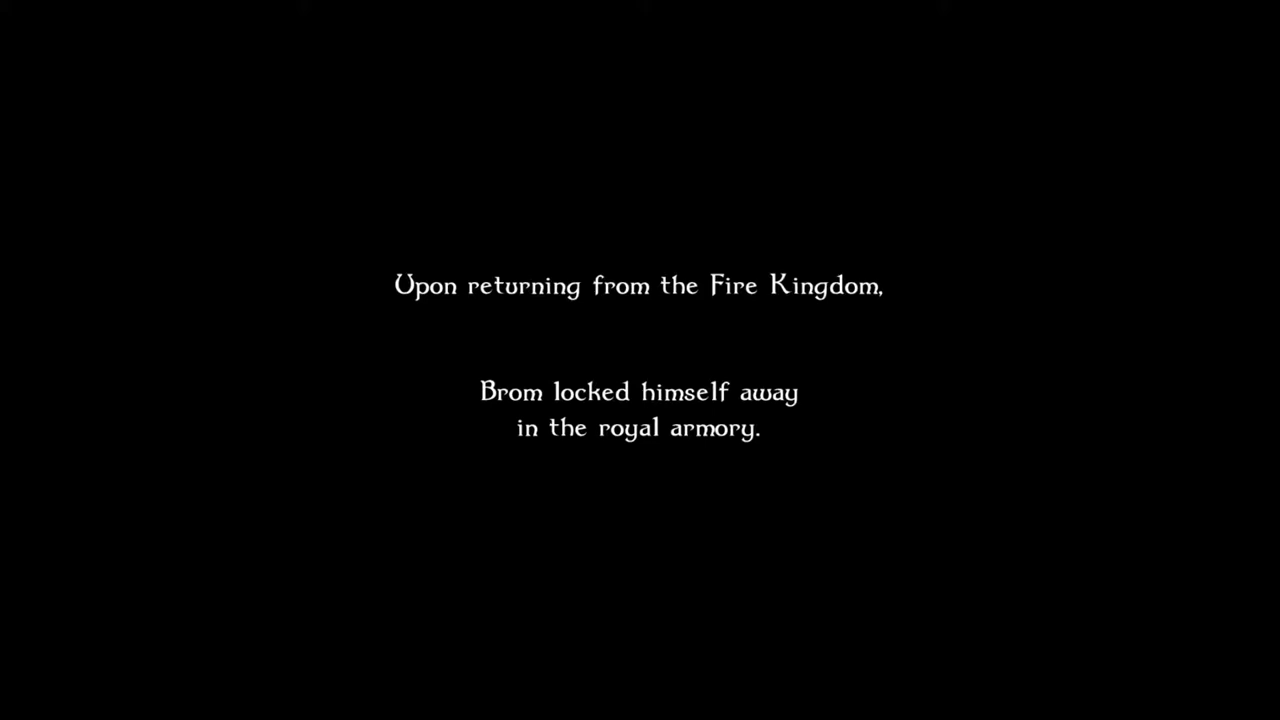 Upon returning from the Fire Kingdom,
Brom locked himself away
in the royal armory.